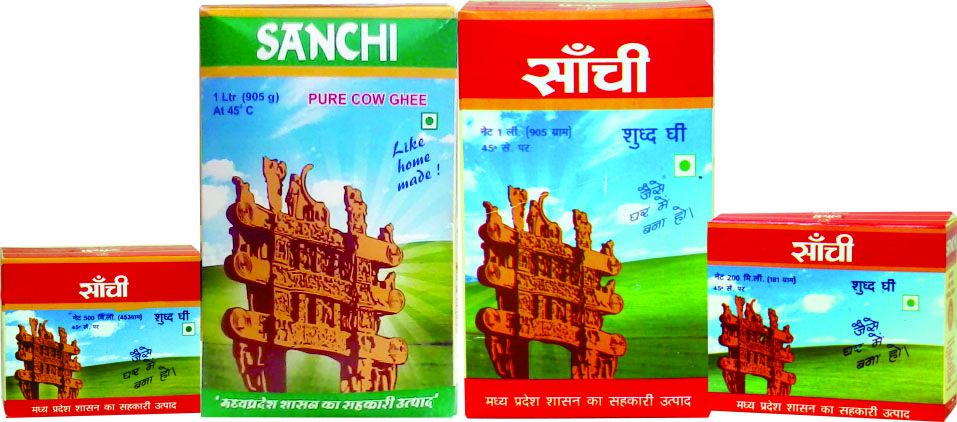 साँची
नेट 500 मि.ली. (453ग्राम)
45° से. पर
शुध्द घी
जैसे
घर में
बना हो।
मध्य प्रदेश शासन का सहकारी उत्पाद
SANCHI
1 Ltr (905 g)
At 45°C
PURE COW GHEE
Like
home
made !
'मध्यप्रदेश शासन का सहकारी उत्पाद'
साँची
नेट 1 ली. (905 ग्राम)
45° से. पर
शुध्द घी
जैसे
घर में
बना हो।
मध्य प्रदेश शासन का सहकारी उत्पाद
साँची
नेट 200 मि.ली. (181 ग्राम)
45° से. पर
शुध्द घी
जैसे
घर में
बना हो।
मध्य प्रदेश शासन का सहकारी उत्पाद